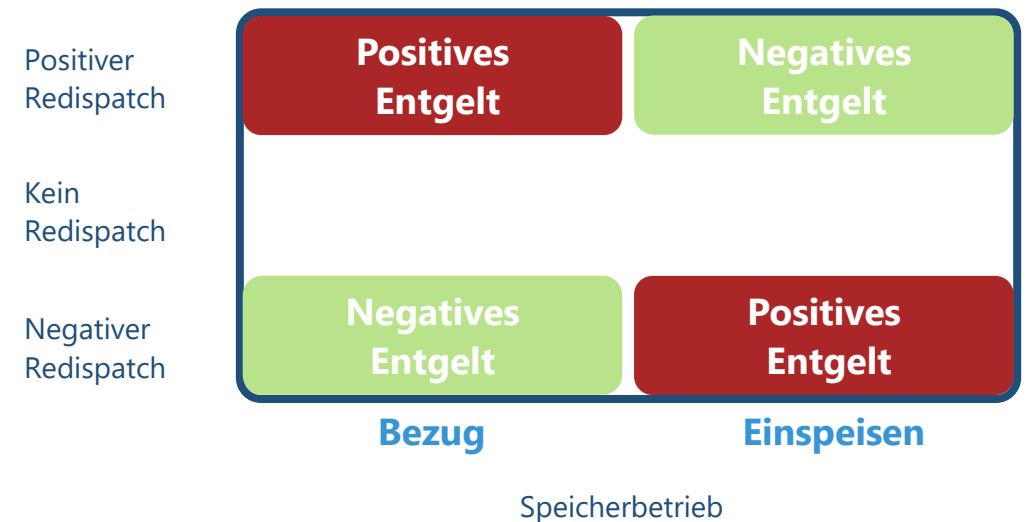 Positiver
Redispatch
Positives
Entgelt
Negatives
Entgelt
Kein
Redispatch
Negativer
Redispatch
Negatives
Entgelt
Positives
Entgelt
Bezug
Einspeisen
Speicherbetrieb